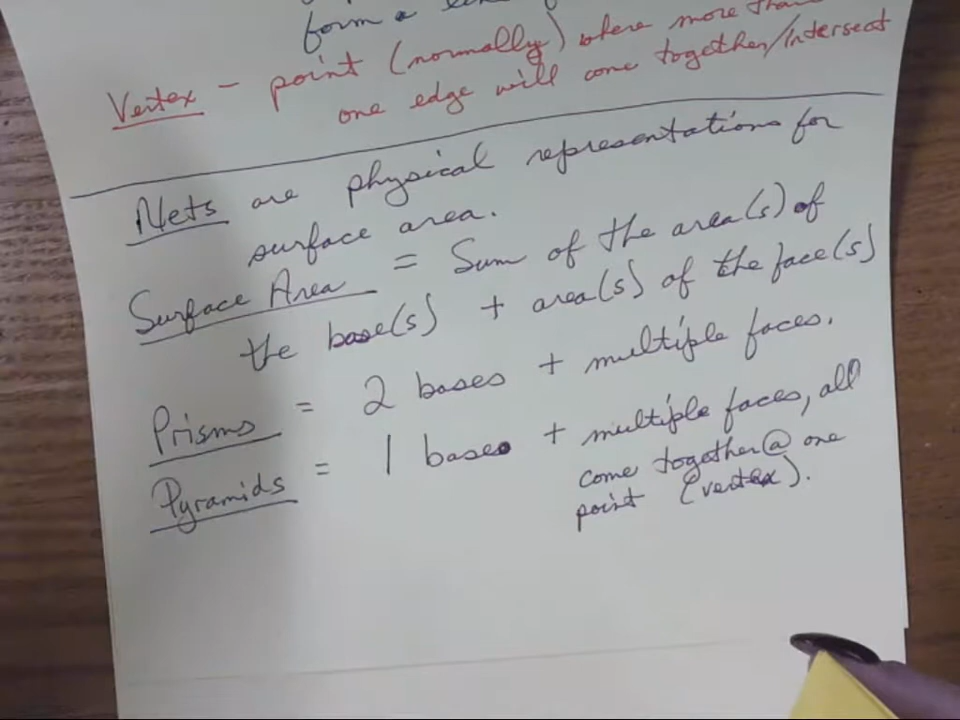 form a
Vertex - point (normally) where more than
one edge will come together/intersect
Nets are physical representations for
surface area.
Surface Area = Sum of the area(s) of
the base(s) + area(s) of the face(s)
Prisms = 2 bases + multiple faces.
Pyramids = 1 base + multiple faces, all
come together @ one
point (vertex).